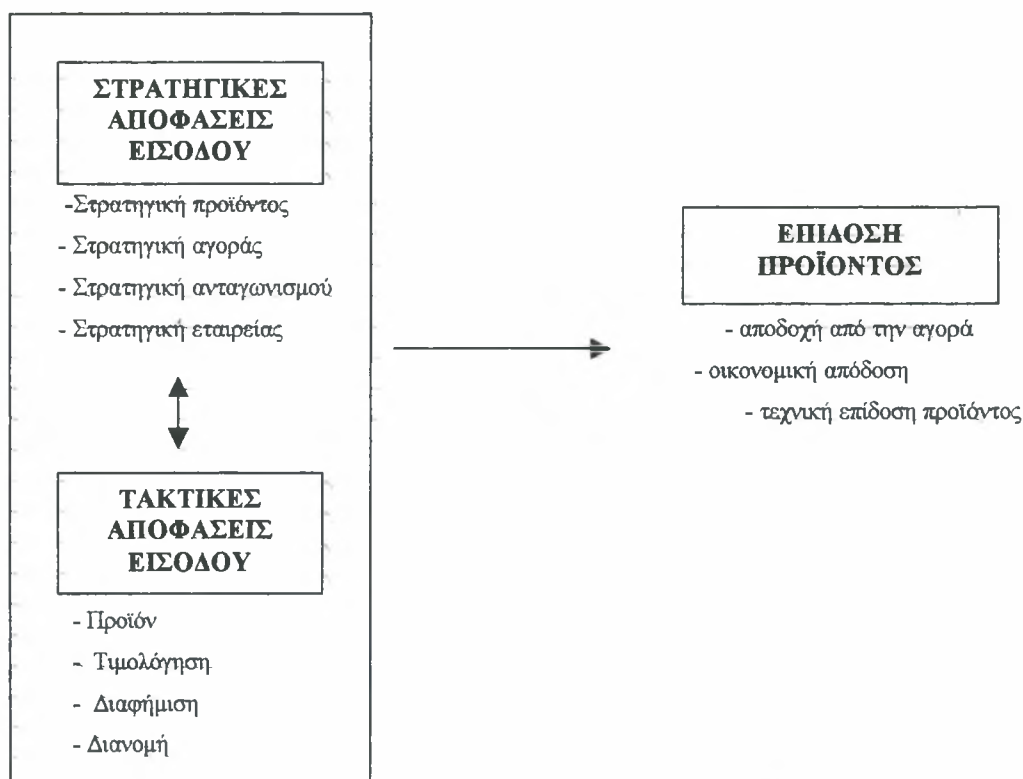 ΣΤΡΑΤΗΓΙΚΕΣ
ΑΠΟΦΑΣΕΙΣ
ΕΙΣΟΔΟΥ
-Στρατηγική προϊόντος
- Στρατηγική αγοράς
- Στρατηγική ανταγωνισμού
- Στρατηγική εταιρείας
ΤΑΚΤΙΚΕΣ
ΑΠΟΦΑΣΕΙΣ
ΕΙΣΟΔΟΥ
- Προϊόν
- Τιμολόγηση
- Διαφήμιση
- Διανομή
ΕΠΙΔΟΣΗ
ΠΡΟΪΟΝΤΟΣ
- αποδοχή από την αγορά
- οικονομική απόδοση
- τεχνική επίδοση προϊόντος